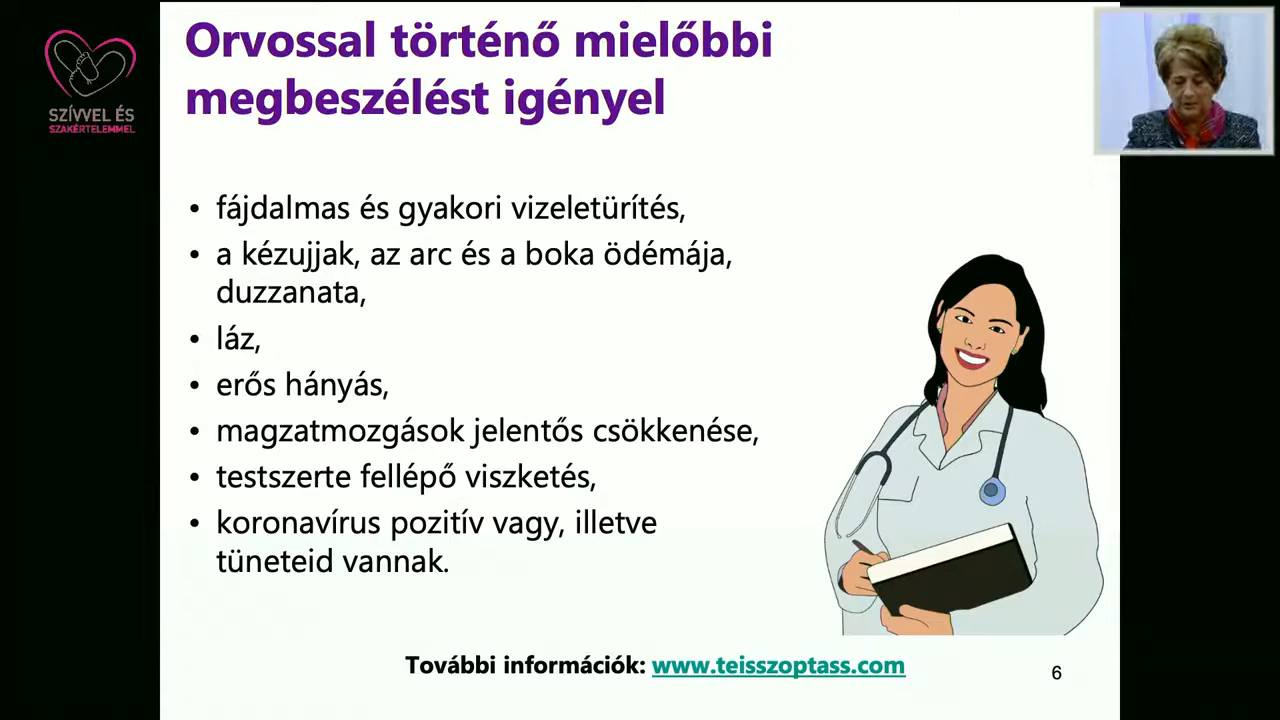 SZÍVVEL ÉS
SZAKÉRTELEMMEL
Orvossal történő mielőbbi
megbeszélést igényel
• fájdalmas és gyakori vizeletürítés,
• a kézujjak, az arc és a boka ödémája,
duzzanata,
• láz,
• erős hányás,
• magzatmozgások jelentős csökkenése,
• testszerte fellépő viszketés,
• koronavírus pozitív vagy, illetve
tüneteid vannak.
További információk: www.teisszoptass.com
6